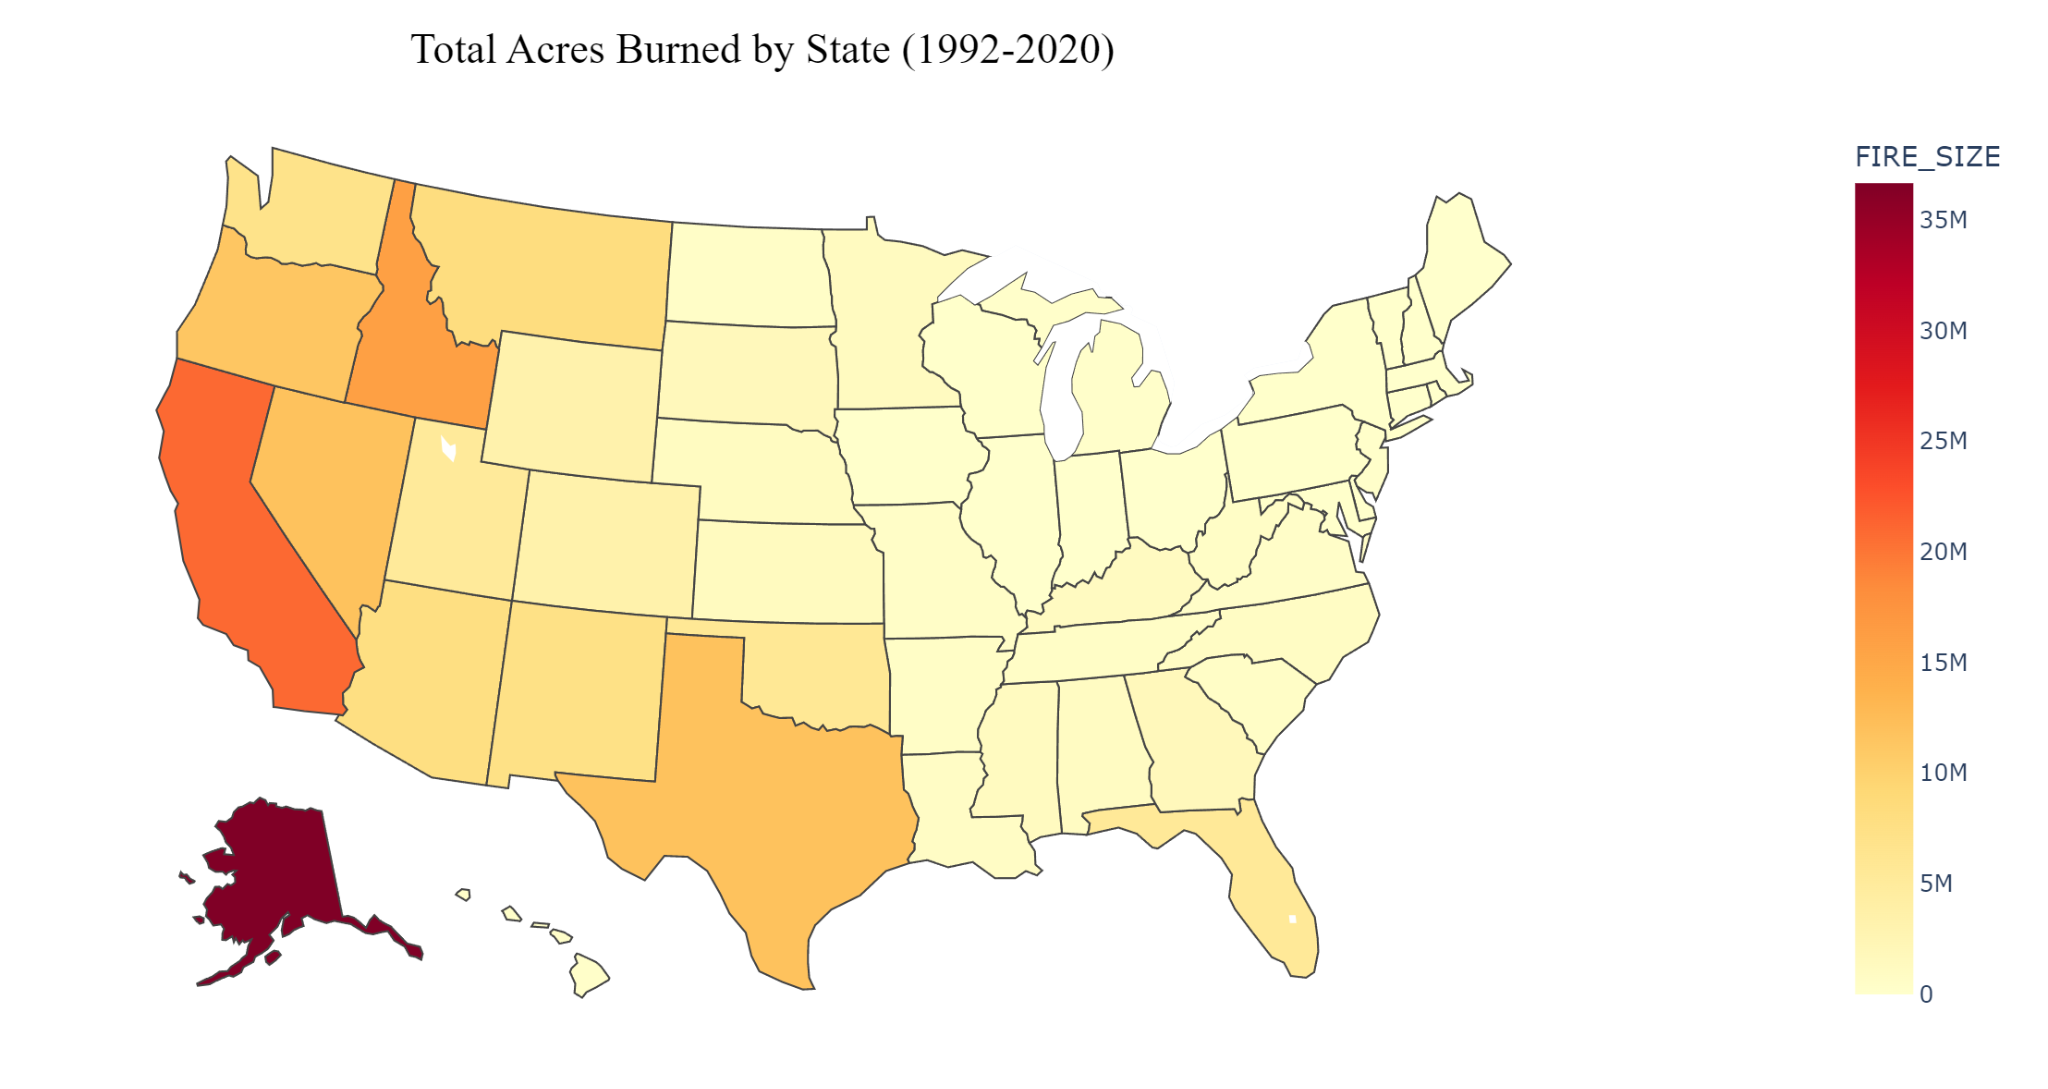 Total Acres Burned by State (1992-2020)
FIRE_SIZE
35M
30M
25M
20M
15M
10M
5M
0